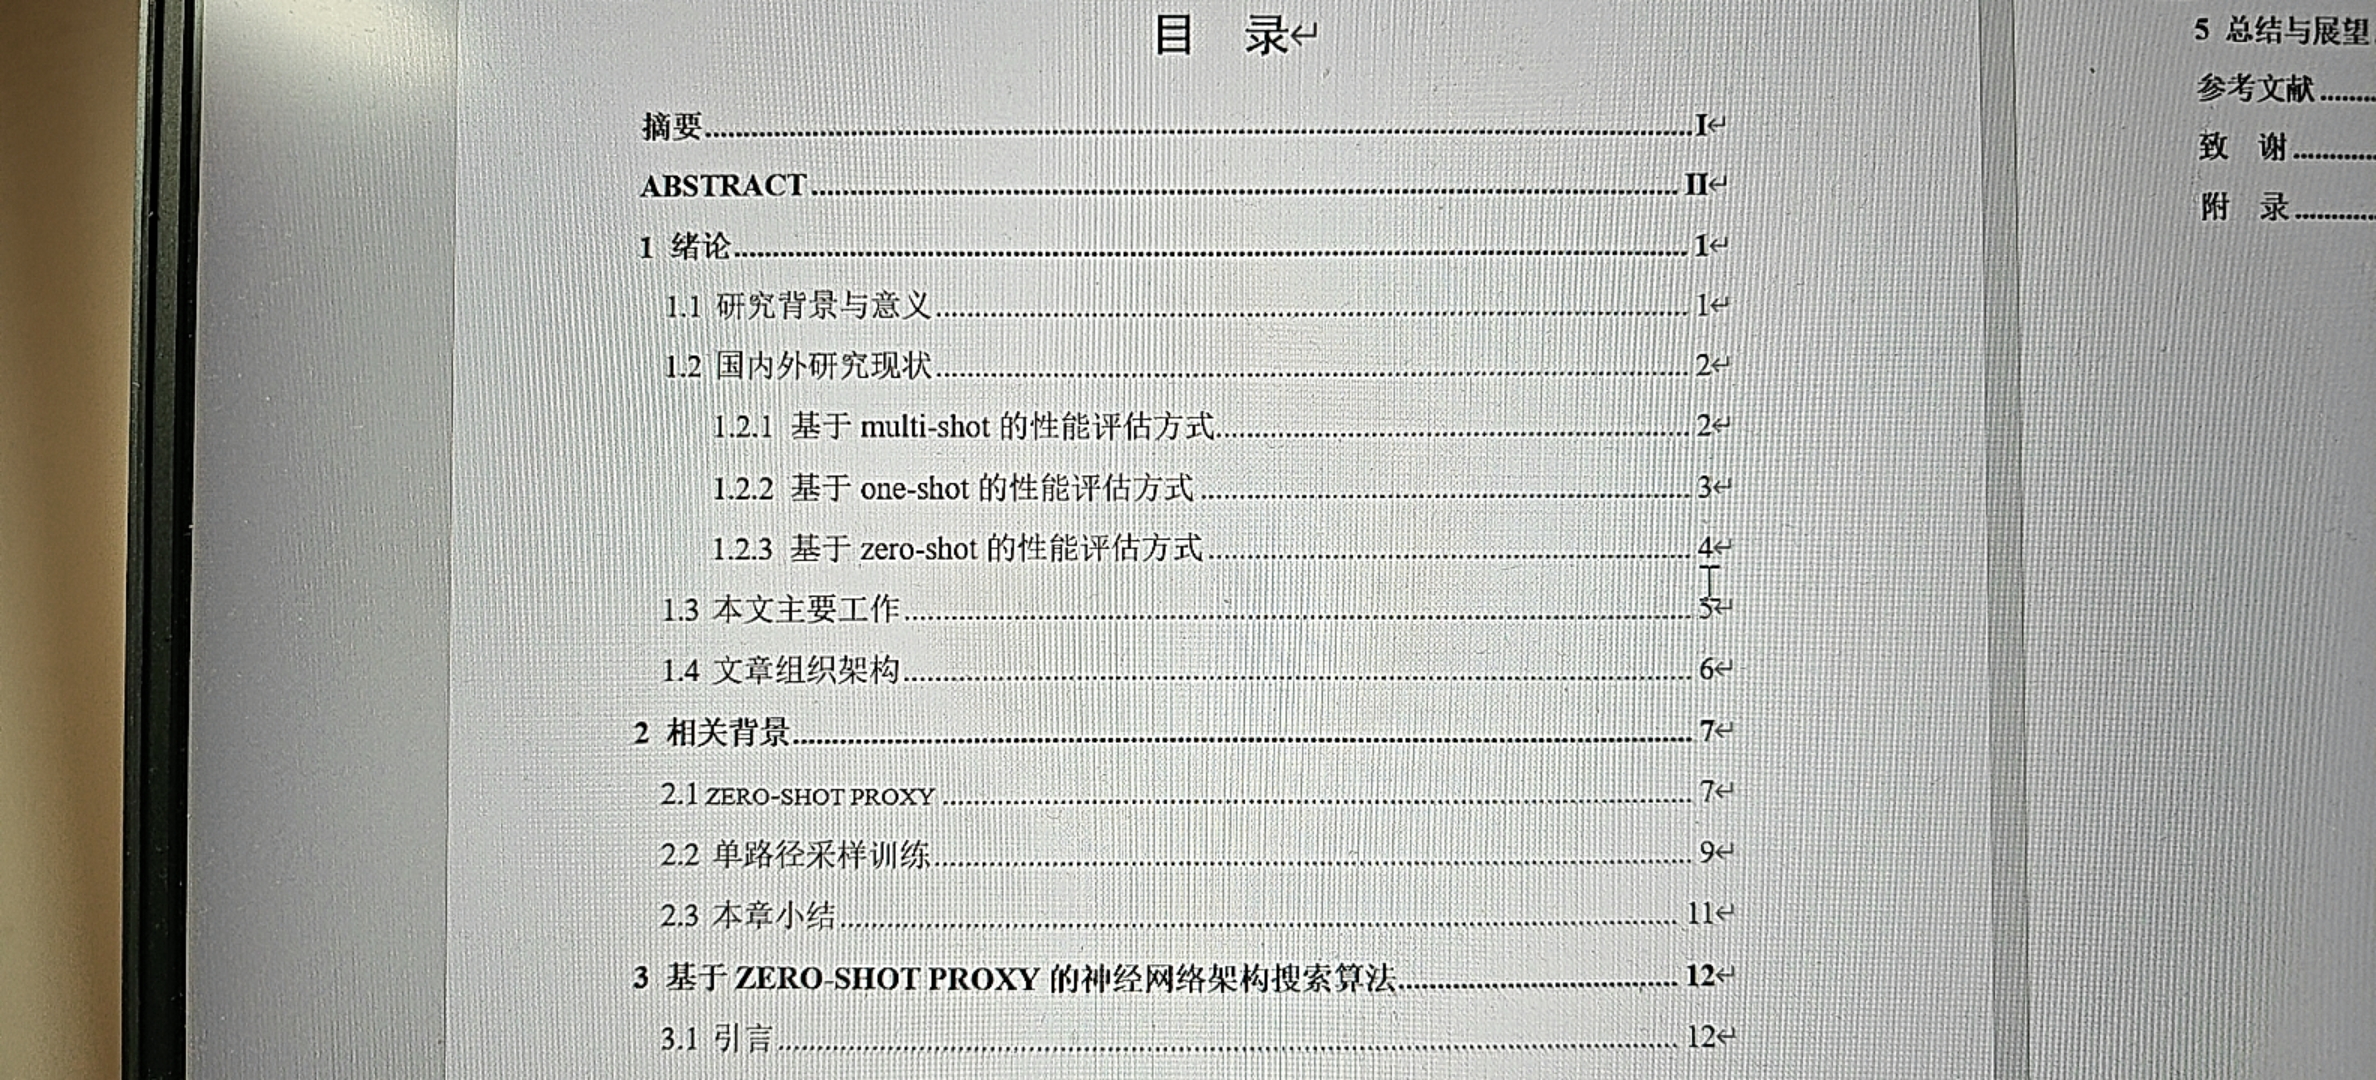 目 录
摘要 I
ABSTRACT II
1 绪论 1
1.1 研究背景与意义 1
1.2 国内外研究现状 2
1.2.1 基于 multi-shot 的性能评估方式 2
1.2.2 基于 one-shot 的性能评估方式 3
1.2.3 基于 zero-shot 的性能评估方式 4
1.3 本文主要工作 5
1.4 文章组织架构 6
2 相关背景 7
2.1 ZERO-SHOT PROXY 7
2.2 单路径采样训练 9
2.3 本章小结 11
3 基于 ZERO-SHOT PROXY 的神经网络架构搜索算法 12
3.1 引言 12
5 总结与展望
参考文献
致 谢
附 录